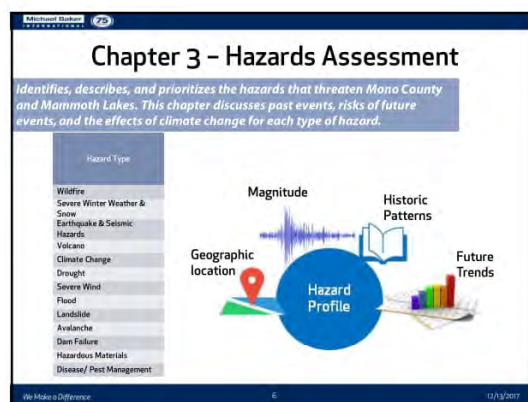 Michael Baker
INTERNATIONAL
75
Chapter 3 – Hazards Assessment
Identifies, describes, and prioritizes the hazards that threaten Mono County
and Mammoth Lakes. This chapter discusses past events, risks of future
events, and the effects of climate change for each type of hazard.
Hazard Type
Wildfire
Severe Winter Weather &
Snow
Earthquake & Seismic
Hazards
Volcano
Climate Change
Drought
Severe Wind
Flood
Landslide
Avalanche
Dam Failure
Hazardous Materials
Disease/ Pest Management
Magnitude
Historic
Patterns
Geographic
location
Future
Trends
Hazard
Profile
We Make a Difference
6
12/13/2017